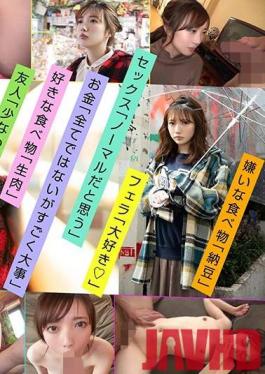 嫌いな食べ物「納豆」
フェラ「大好き♡」
セックス「ノーマルだと思う」
お金「全てではないがすごく大事」
好きな食べ物「生肉」
友人「少な
JAVHD